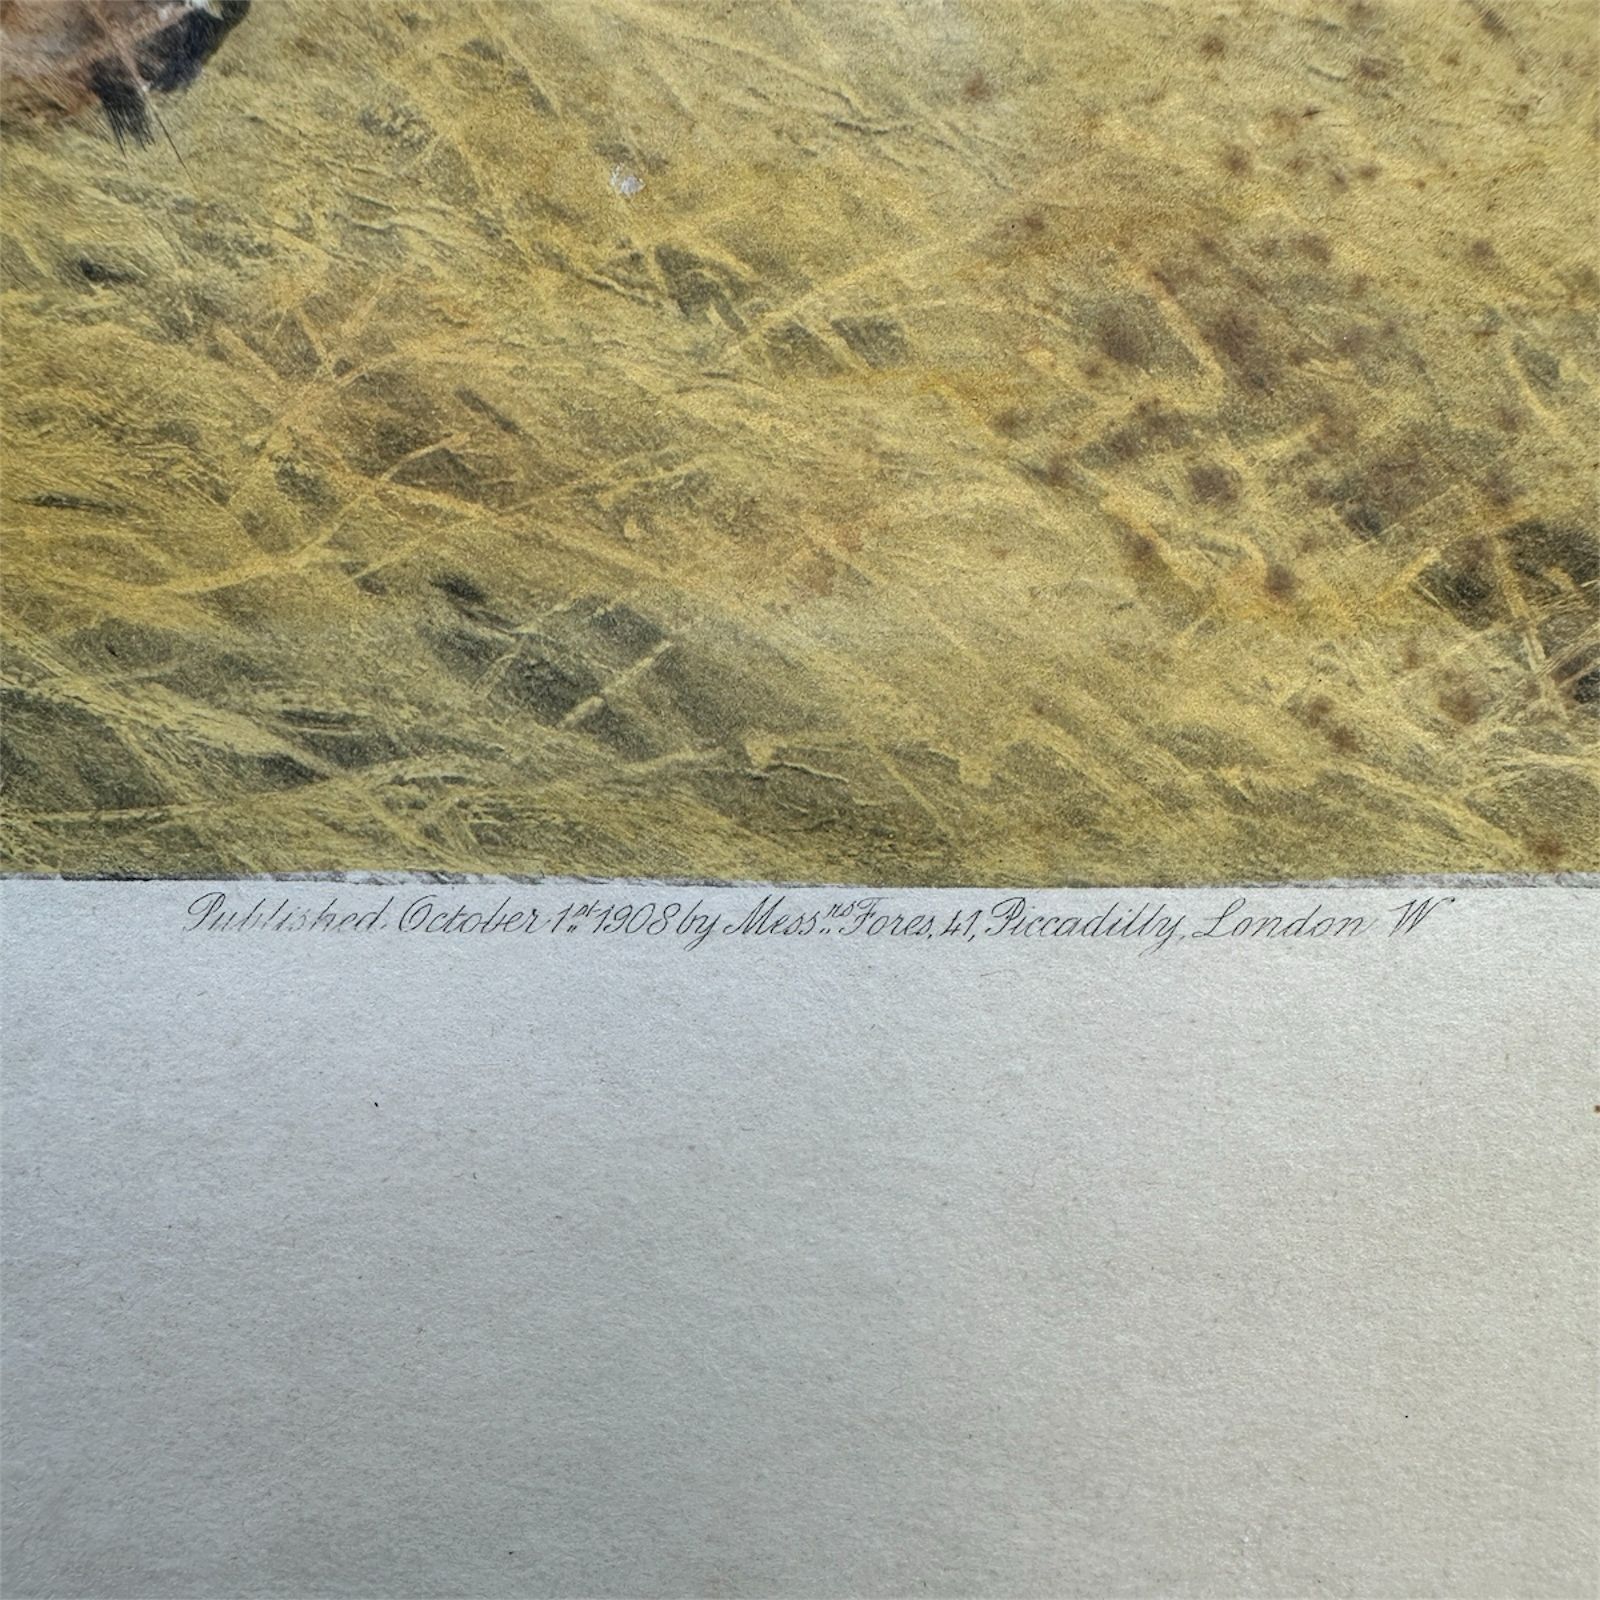 Published October 1st 1908 by Messrs Fores, 41, Piccadilly, London W